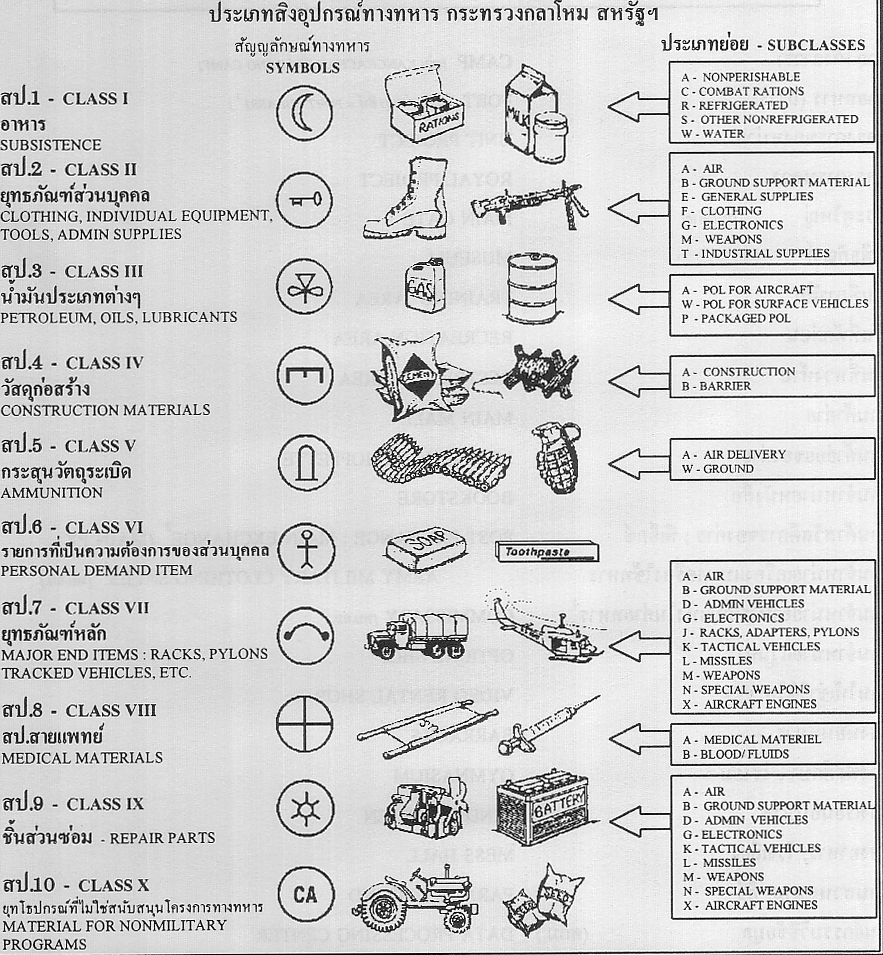 ประเภทสิ่งอุปกรณ์ทางทหาร กระทรวงกลาโหม สหรัฐฯ
สัญญลักษณ์ทางทหาร
SYMBOLS
ประเภทย่อย - SUBCLASSES
สป.1 - CLASS I
อาหาร
SUBSISTENCE
RATIONS
MILK
A - NONPERISHABLE
C - COMBAT RATIONS
R - REFRIGERATED
S - OTHER NONREFRIGERATED
W - WATER
สป.2 - CLASS II
ยุทธภัณฑ์ส่วนบุคคล
CLOTHING, INDIVIDUAL EQUIPMENT,
TOOLS, ADMIN SUPPLIES
A - AIR
B - GROUND SUPPORT MATERIAL
E - GENERAL SUPPLIES
F - CLOTHING
G - ELECTRONICS
M - WEAPONS
T - INDUSTRIAL SUPPLIES
สป.3 - CLASS III
น้ำมันประเภทต่างๆ
PETROLEUM, OILS, LUBRICANTS
GAS
A - POL FOR AIRCRAFT
W - POL FOR SURFACE VEHICLES
P - PACKAGED POL
สป.4 - CLASS IV
วัสดุก่อสร้าง
CONSTRUCTION MATERIALS
CEMENT
A - CONSTRUCTION
B - BARRIER
สป.5 - CLASS V
กระสุนวัตถุระเบิด
AMMUNITION
A - AIR DELIVERY
W - GROUND
สป.6 - CLASS VI
รายการที่เป็นความต้องการของส่วนบุคคล
PERSONAL DEMAND ITEM
SOAP
Toothpaste
สป.7 - CLASS VII
ยุทธภัณฑ์หลัก
MAJOR END ITEMS : RACKS, PYLONS
TRACKED VEHICLES, ETC.
A - AIR
B - GROUND SUPPORT MATERIAL
D - ADMIN VEHICLES
G - ELECTRONICS
J - RACKS, ADAPTERS, PYLONS
K - TACTICAL VEHICLES
L - MISSILES
M - WEAPONS
N - SPECIAL WEAPONS
X - AIRCRAFT ENGINES
สป.8 - CLASS VIII
สป.สายแพทย์
MEDICAL MATERIALS
US
A - MEDICAL MATERIEL
B - BLOOD/ FLUIDS
สป.9 - CLASS IX
ชิ้นส่วนซ่อม - REPAIR PARTS
BATTERY
A - AIR
B - GROUND SUPPORT MATERIAL
D - ADMIN VEHICLES
G - ELECTRONICS
K - TACTICAL VEHICLES
L - MISSILES
M - WEAPONS
N - SPECIAL WEAPONS
X - AIRCRAFT ENGINES
สป.10 - CLASS X
ยุทโธปกรณ์ที่ไม่ใช่สนับสนุนโครงการทางทหาร
MATERIAL FOR NONMILITARY
PROGRAMS
CA